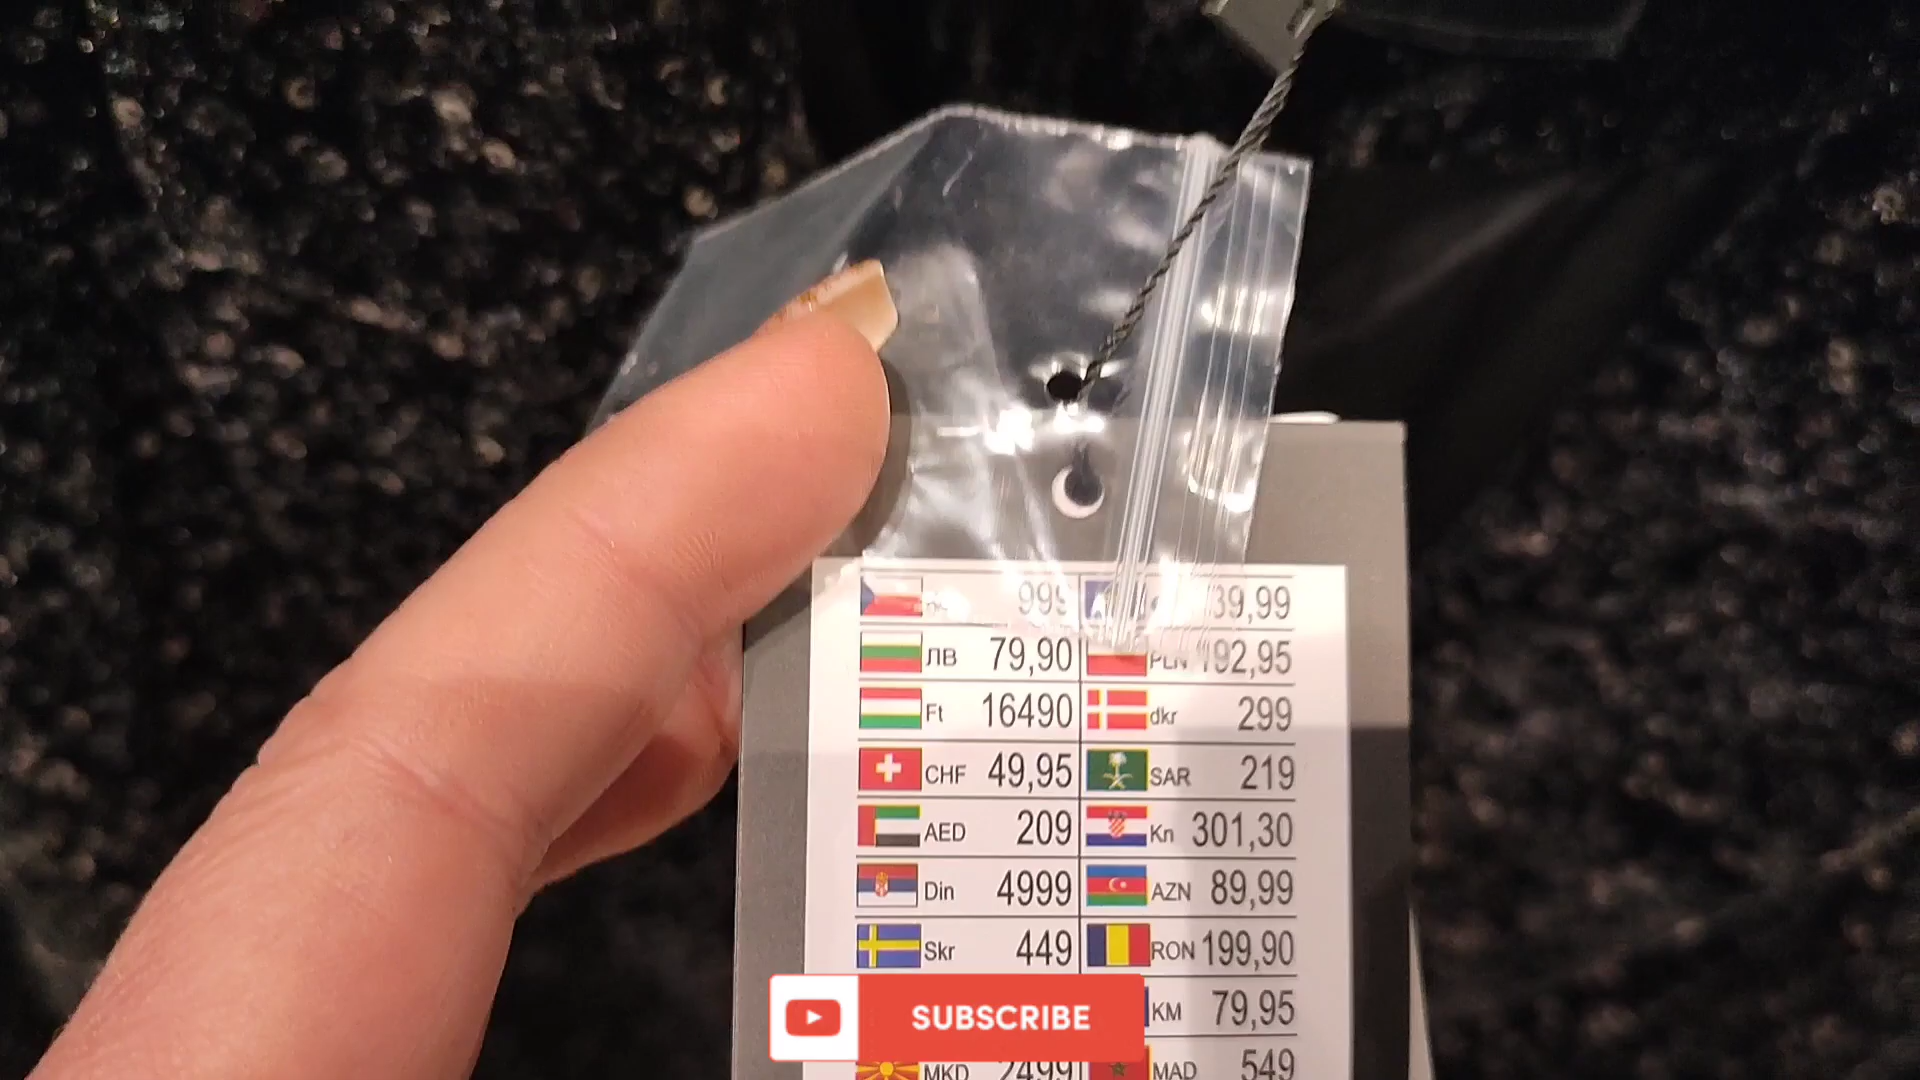 999 39,99
ЛВ 79,90 PLN 192,95
Ft 16490 dkr 299
CHF 49,95 SAR 219
AED 209 Kn 301,30
Din 4999 AZN 89,99
Skr 449 RON 199,90
KM 79,95
SUBSCRIBE
MKD 2499 MAD 549